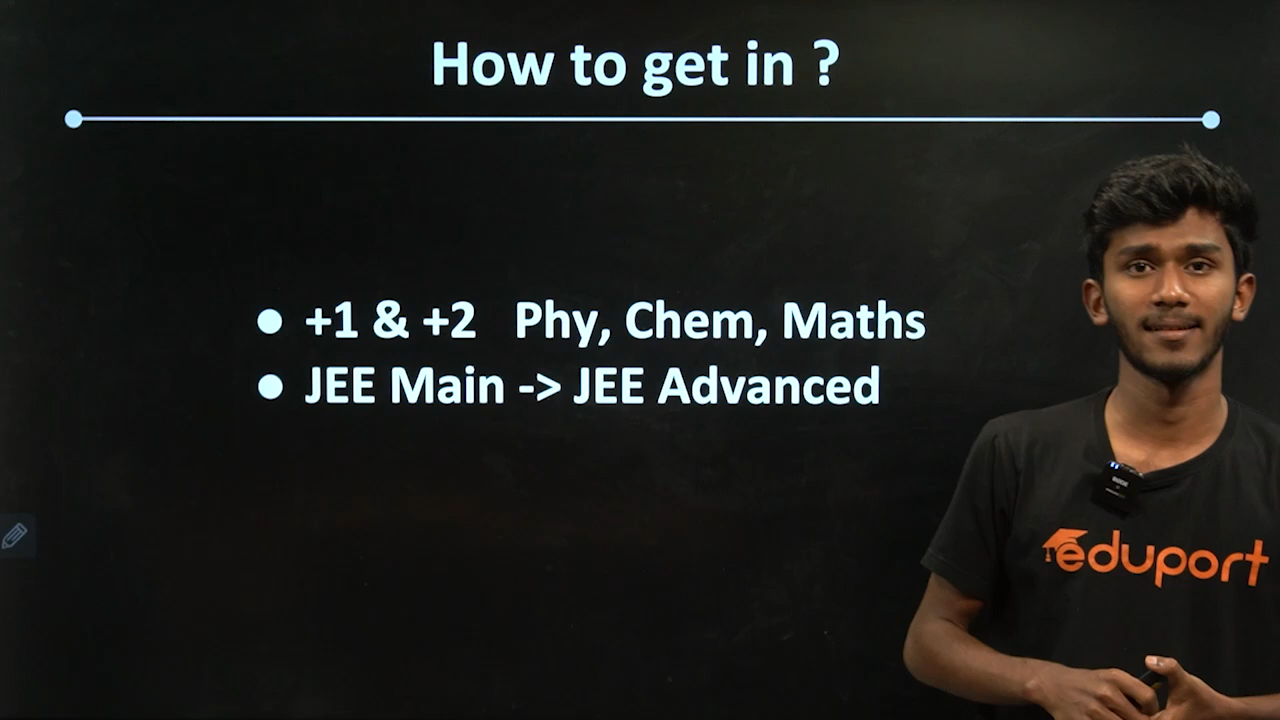 How to get in ?
+1 & +2 Phy, Chem, Maths
JEE Main -> JEE Advanced
eduport